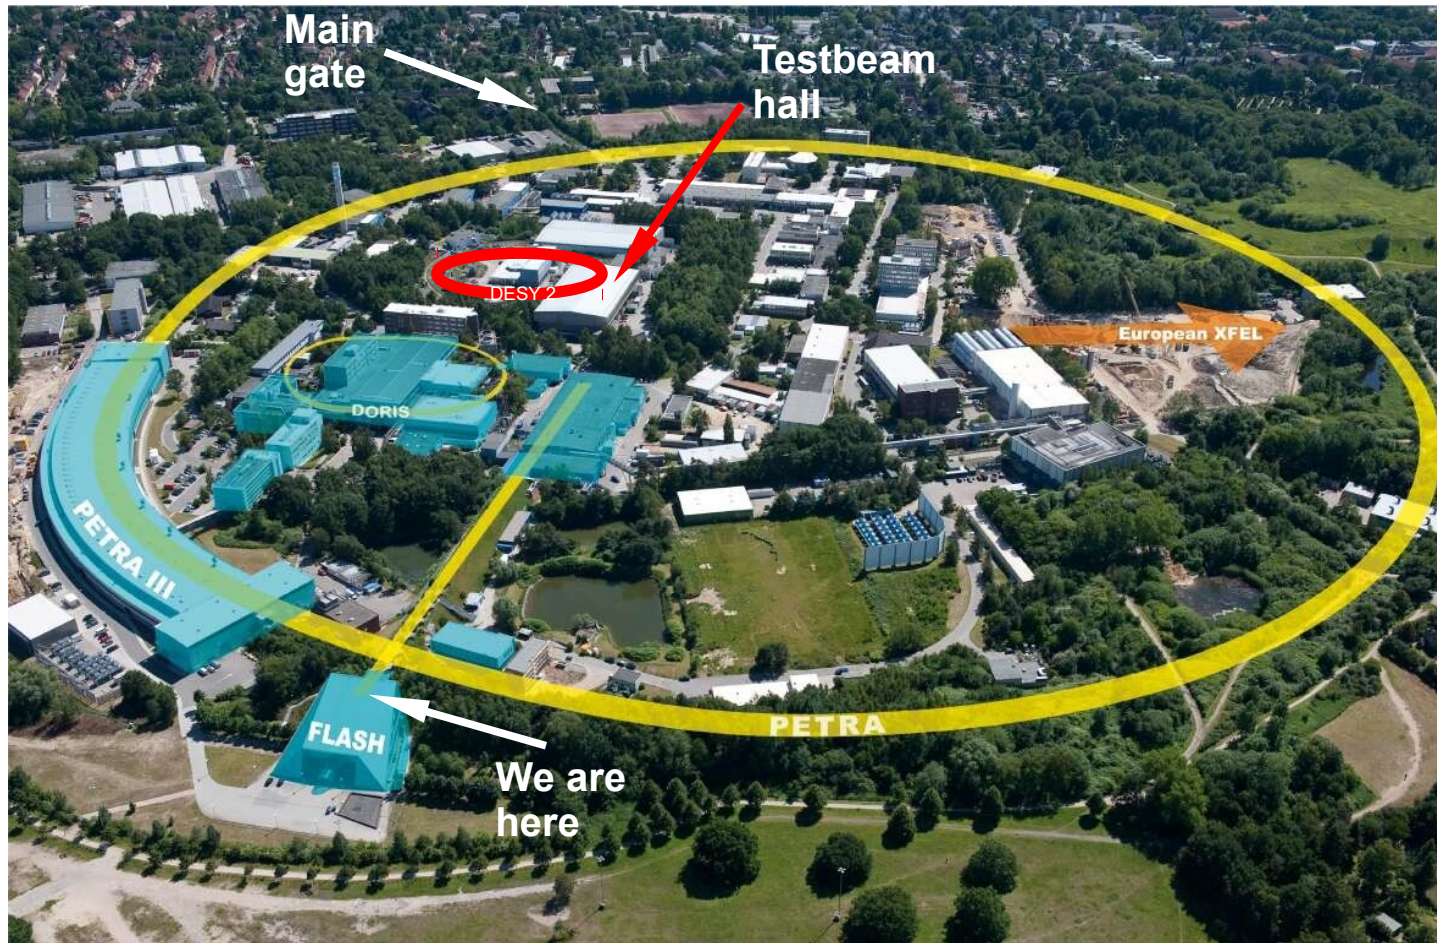 Main
gate
Testbeam
hall
DESY 2
European XFEL
DORIS
PETRA III
PETRA
FLASH
We are
here